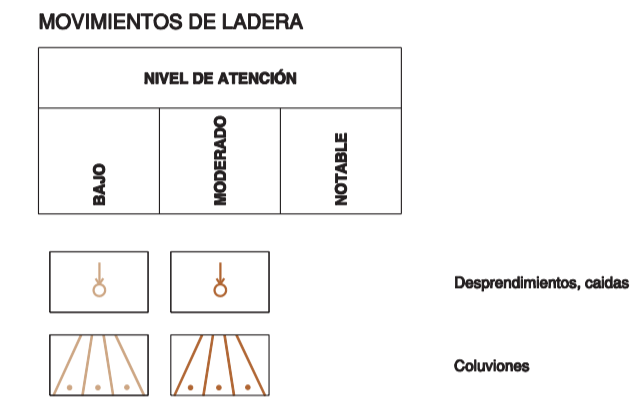 MOVIMIENTOS DE LADERA
NIVEL DE ATENCIÓN
BAJO
MODERADO
NOTABLE
Desprendimientos, caidas
Coluviones